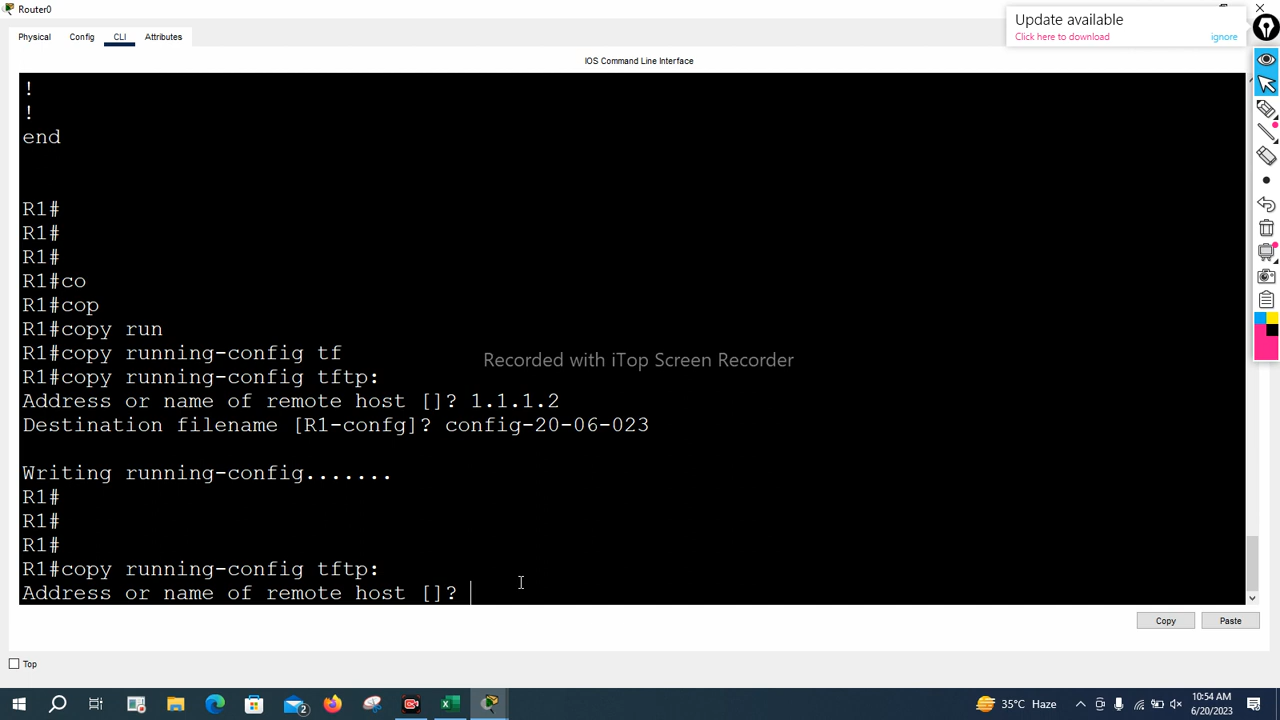 Router0
Update available
Click here to download
ignore
Physical
Config
CLI
Attributes
IOS Command Line Interface
!
!
end
R1#
R1#
R1#
R1#co
R1#cop
R1#copy run
R1#copy running-config tf
R1#copy running-config tftp:
Address or name of remote host []? 1.1.1.2
Destination filename [R1-confg]? config-20-06-023
Writing running-config.......
R1#
R1#
R1#
R1#copy running-config tftp:
Address or name of remote host []?
Recorded with iTop Screen Recorder
Copy
Paste
Top
2
35°C Haze
10:54 AM
6/20/2023